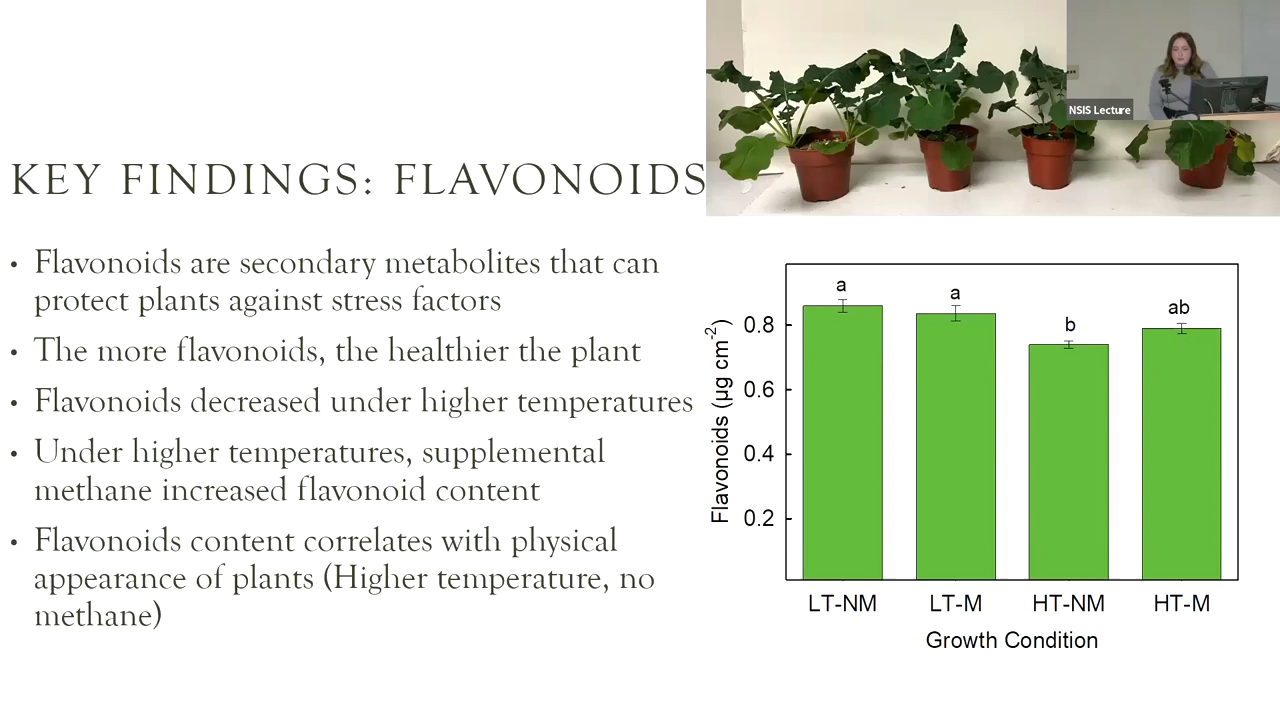 NSIS Lecture
KEY FINDINGS: FLAVONOIDS
• Flavonoids are secondary metabolites that can
protect plants against stress factors
• The more flavonoids, the healthier the plant
• Flavonoids decreased under higher temperatures
• Under higher temperatures, supplemental
methane increased flavonoid content
• Flavonoids content correlates with physical
appearance of plants (Higher temperature, no
methane)
Flavonoids (µg cm⁻²)
0.8
0.6
0.4
0.2
a
a
b
ab
LT-NM LT-M HT-NM HT-M
Growth Condition